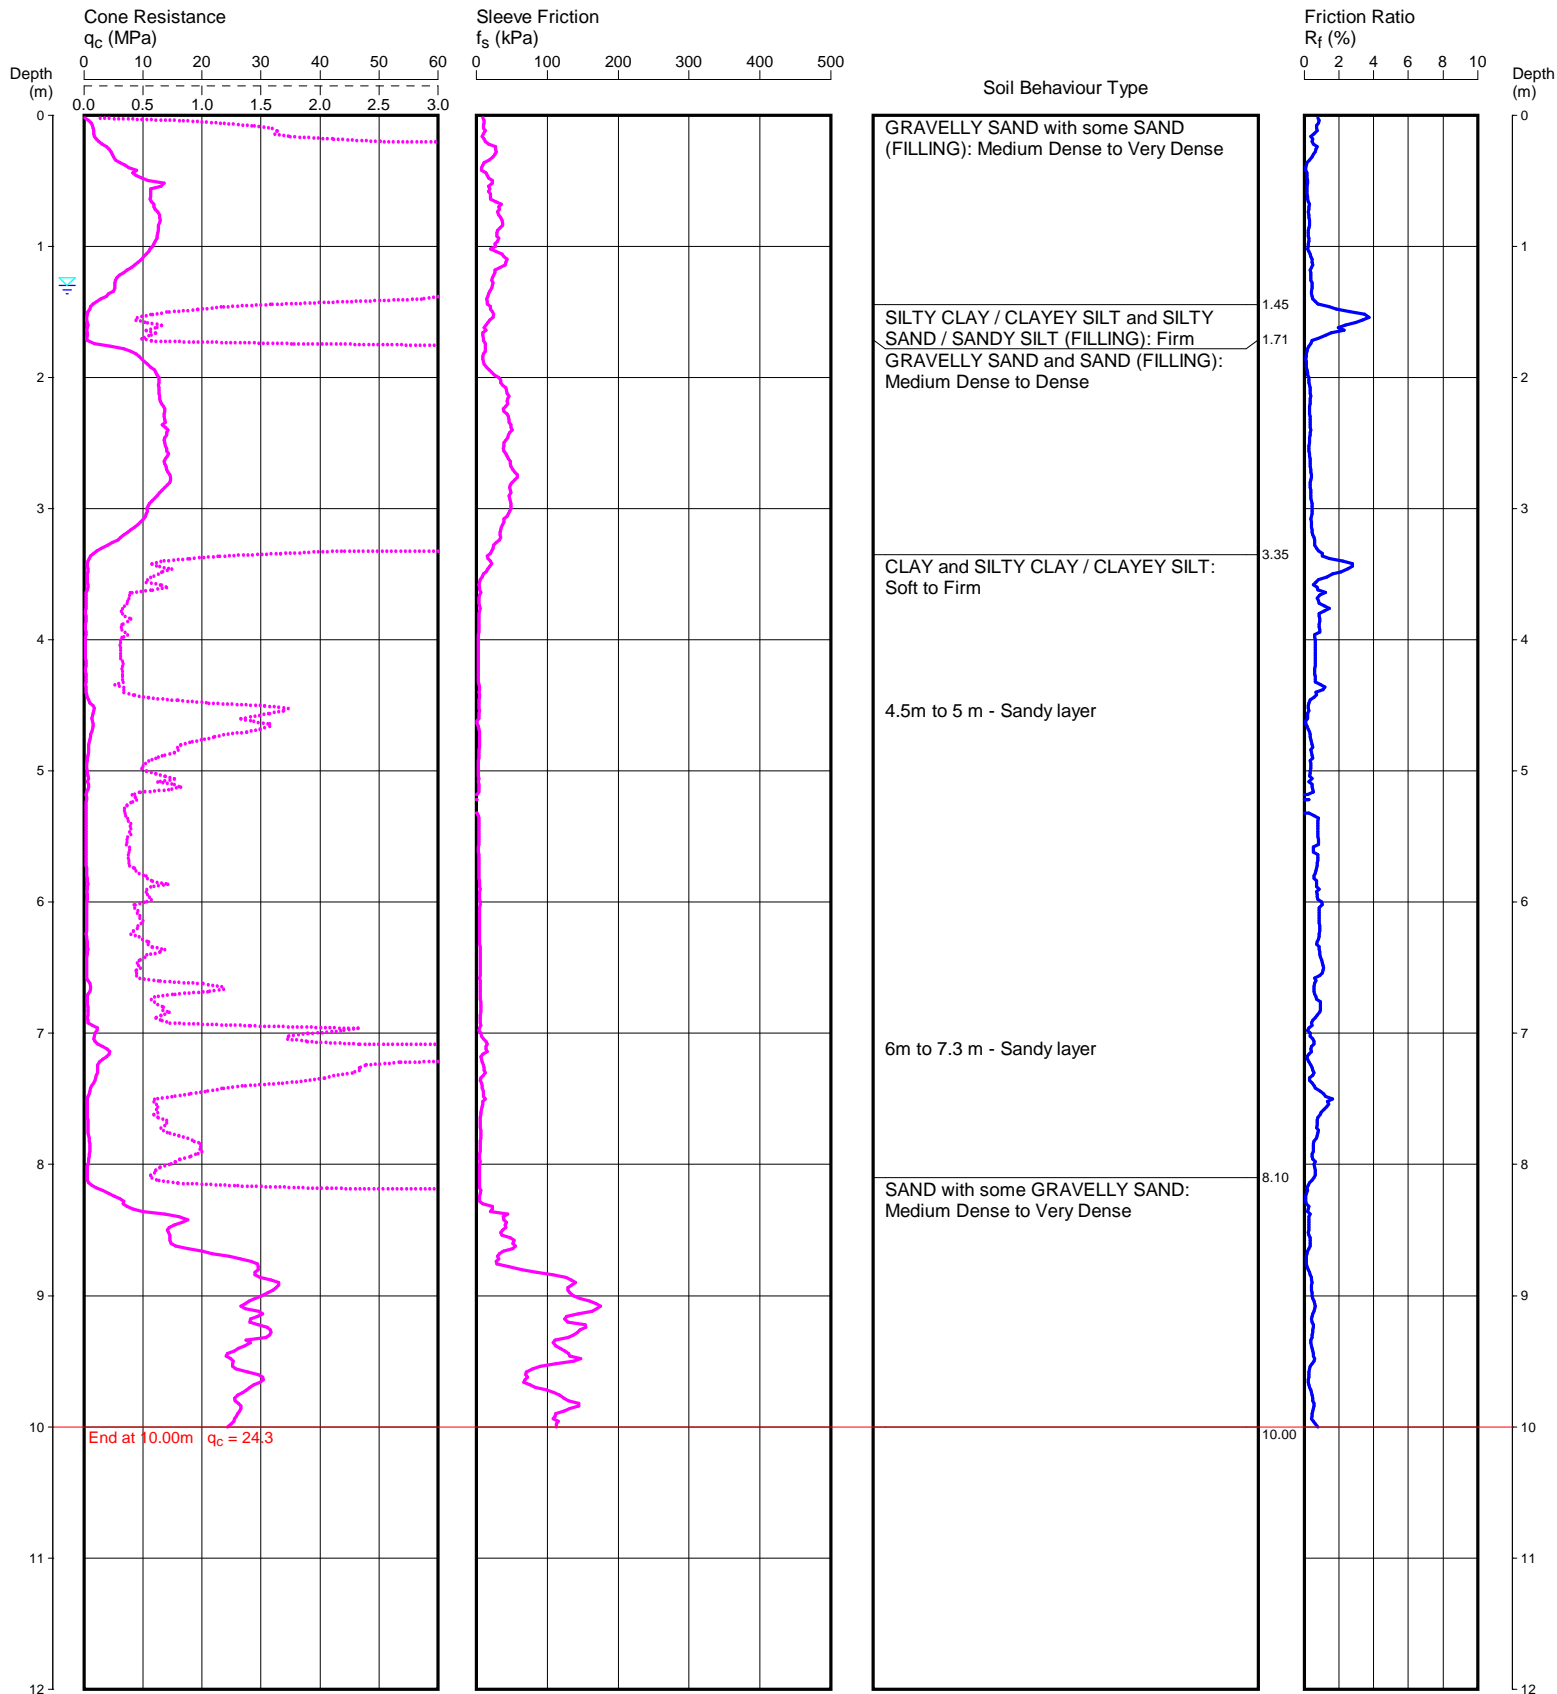 Cone Resistance
q_c (MPa)
Sleeve Friction
f_s (kPa)
Friction Ratio
R_f (%)
Depth
(m)
0 10 20 30 40 50 60
0.0 0.5 1.0 1.5 2.0 2.5 3.0
0 100 200 300 400 500
Soil Behaviour Type
0 2 4 6 8 10
Depth
(m)
0
1
2
3
4
5
6
7
8
9
10
11
12
GRAVELLY SAND with some SAND
(FILLING): Medium Dense to Very Dense
1.45
SILTY CLAY / CLAYEY SILT and SILTY
SAND / SANDY SILT (FILLING): Firm
1.71
GRAVELLY SAND and SAND (FILLING):
Medium Dense to Dense
3.35
CLAY and SILTY CLAY / CLAYEY SILT:
Soft to Firm
4.5m to 5 m - Sandy layer
6m to 7.3 m - Sandy layer
8.10
SAND with some GRAVELLY SAND:
Medium Dense to Very Dense
End at 10.00m q_c = 24.3
10.00
0
1
2
3
4
5
6
7
8
9
10
11
12